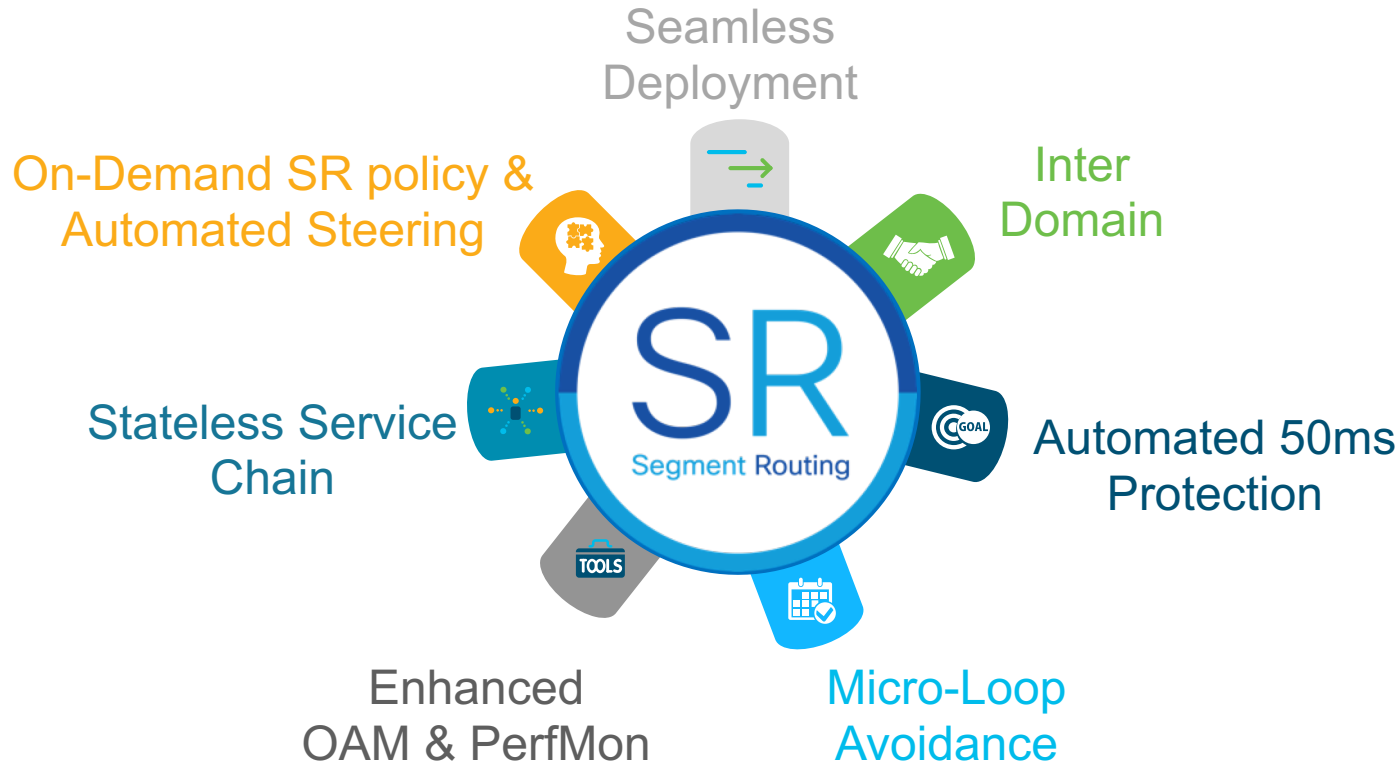 Seamless
Deployment
On-Demand SR policy &
Automated Steering
Inter
Domain
SR
Segment Routing
GOAL
Stateless Service
Chain
Automated 50ms
Protection
TOOLS
Enhanced
OAM & PerfMon
Micro-Loop
Avoidance